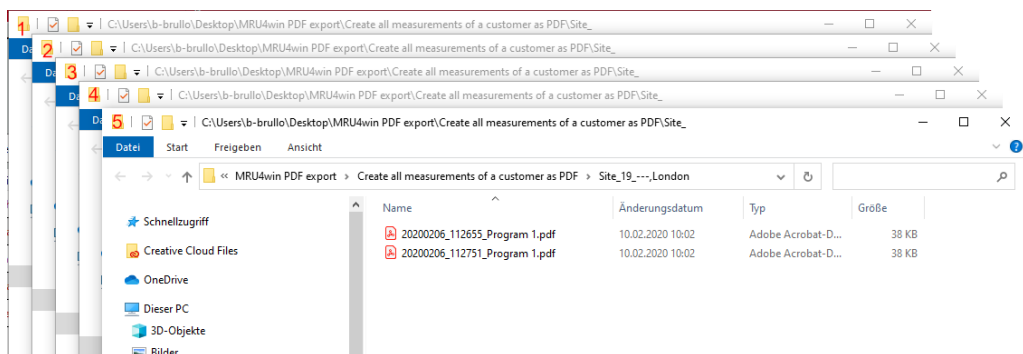 1 C:\Users\b-brullo\Desktop\MRU4win PDF export\Create all measurements of a customer as PDF\Site_
2 C:\Users\b-brullo\Desktop\MRU4win PDF export\Create all measurements of a customer as PDF\Site_
3 C:\Users\b-brullo\Desktop\MRU4win PDF export\Create all measurements of a customer as PDF\Site_
4 C:\Users\b-brullo\Desktop\MRU4win PDF export\Create all measurements of a customer as PDF\Site_
5 C:\Users\b-brullo\Desktop\MRU4win PDF export\Create all measurements of a customer as PDF\Site_
Datei Start Freigeben Ansicht
« MRU4win PDF export › Create all measurements of a customer as PDF › Site_19_---,London
Name Änderungsdatum Typ Größe
Schnellzugriff
20200206_112655_Program 1.pdf 10.02.2020 10:02 Adobe Acrobat-D... 38 KB
Creative Cloud Files
20200206_112751_Program 1.pdf 10.02.2020 10:02 Adobe Acrobat-D... 38 KB
OneDrive
Dieser PC
3D-Objekte
Bilder